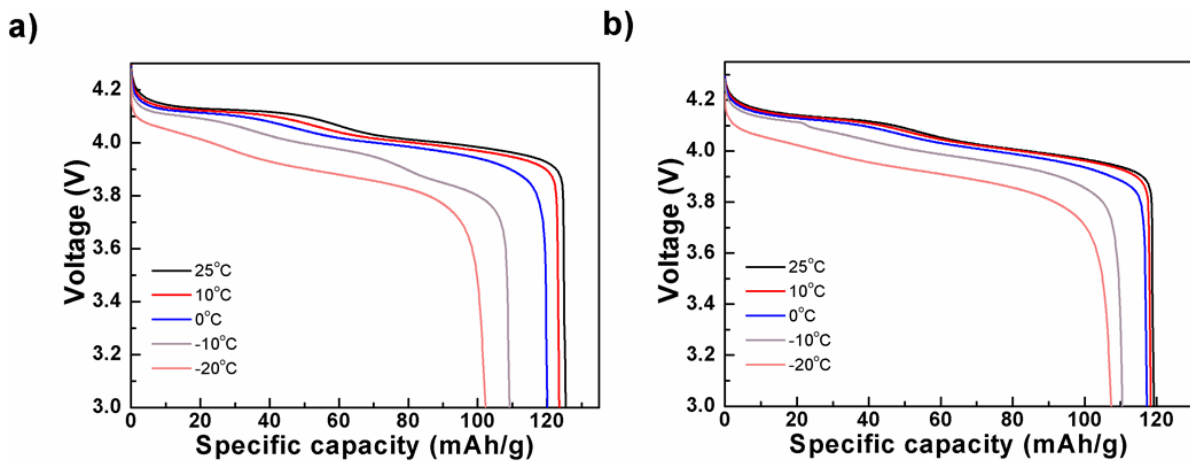 a)
Voltage (V)
4.2
4.0
3.8
3.6
3.4
3.2
3.0
25°C
10°C
0°C
-10°C
-20°C
0 20 40 60 80 100 120
Specific capacity (mAh/g)
b)
Voltage (V)
4.2
4.0
3.8
3.6
3.4
3.2
3.0
25°C
10°C
0°C
-10°C
-20°C
0 20 40 60 80 100 120
Specific capacity (mAh/g)